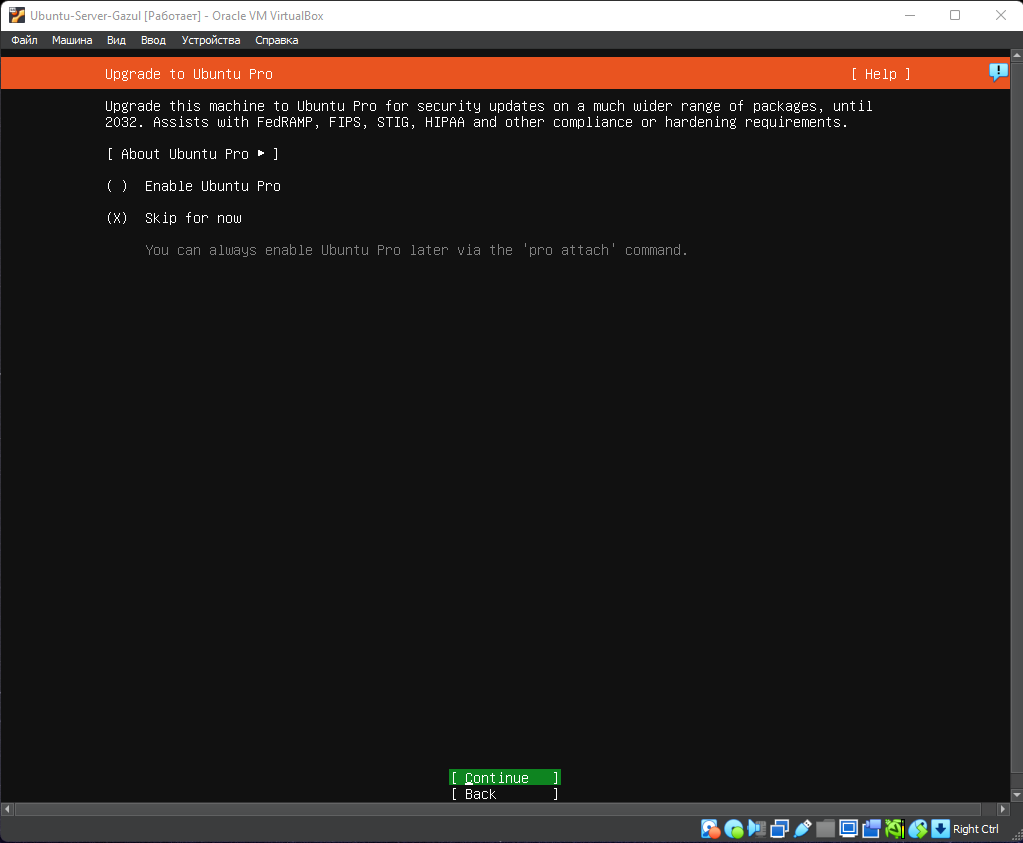 Ubuntu-Server-Gazul [Работает] - Oracle VM VirtualBox
Файл Машина Вид Ввод Устройства Справка
Upgrade to Ubuntu Pro [ Help ]
Upgrade this machine to Ubuntu Pro for security updates on a much wider range of packages, until
2032. Assists with FedRAMP, FIPS, STIG, HIPAA and other compliance or hardening requirements.
[ About Ubuntu Pro ▸ ]
( ) Enable Ubuntu Pro
(X) Skip for now
You can always enable Ubuntu Pro later via the 'pro attach' command.
[ Continue ]
[ Back ]
Right Ctrl